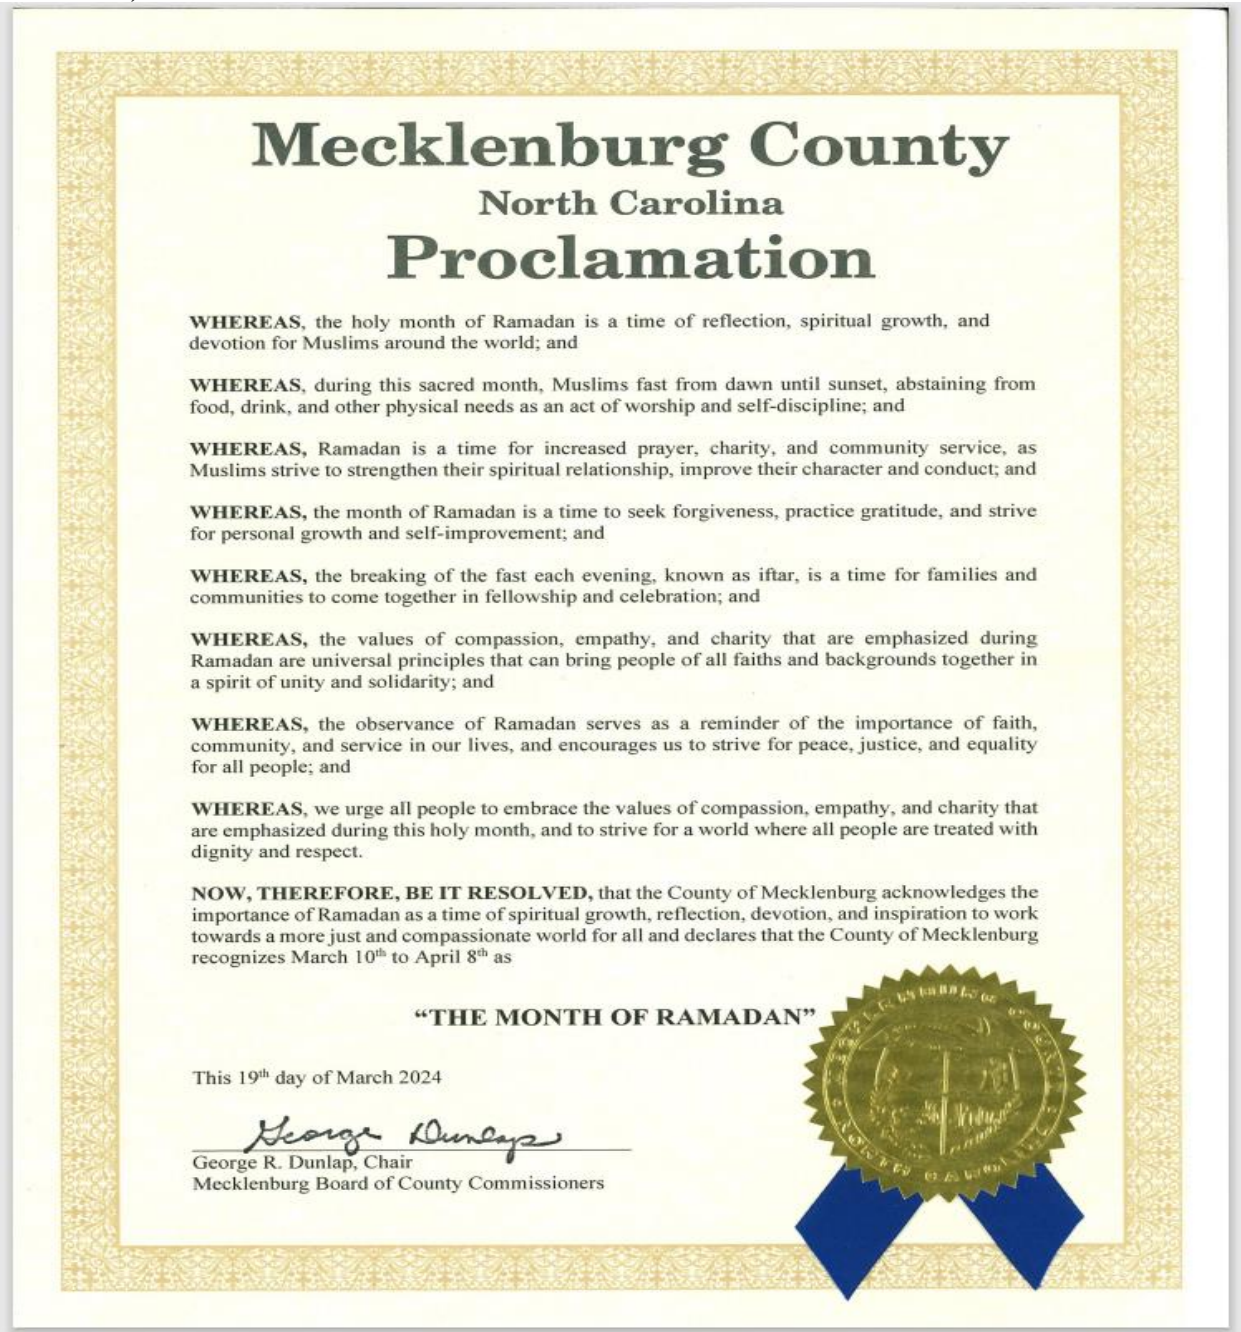 Mecklenburg County
North Carolina
Proclamation
WHEREAS, the holy month of Ramadan is a time of reflection, spiritual growth, and
devotion for Muslims around the world; and
WHEREAS, during this sacred month, Muslims fast from dawn until sunset, abstaining from
food, drink, and other physical needs as an act of worship and self-discipline; and
WHEREAS, Ramadan is a time for increased prayer, charity, and community service, as
Muslims strive to strengthen their spiritual relationship, improve their character and conduct; and
WHEREAS, the month of Ramadan is a time to seek forgiveness, practice gratitude, and strive
for personal growth and self-improvement; and
WHEREAS, the breaking of the fast each evening, known as iftar, is a time for families and
communities to come together in fellowship and celebration; and
WHEREAS, the values of compassion, empathy, and charity that are emphasized during
Ramadan are universal principles that can bring people of all faiths and backgrounds together in
a spirit of unity and solidarity; and
WHEREAS, the observance of Ramadan serves as a reminder of the importance of faith,
community, and service in our lives, and encourages us to strive for peace, justice, and equality
for all people; and
WHEREAS, we urge all people to embrace the values of compassion, empathy, and charity that
are emphasized during this holy month, and to strive for a world where all people are treated with
dignity and respect.
NOW, THEREFORE, BE IT RESOLVED, that the County of Mecklenburg acknowledges the
importance of Ramadan as a time of spiritual growth, reflection, devotion, and inspiration to work
towards a more just and compassionate world for all and declares that the County of Mecklenburg
recognizes March 10th to April 8th as
“THE MONTH OF RAMADAN”
This 19th day of March 2024
George Dunlap
George R. Dunlap, Chair
Mecklenburg Board of County Commissioners
MECKLENBURG COUNTY
NORTH CAROLINA